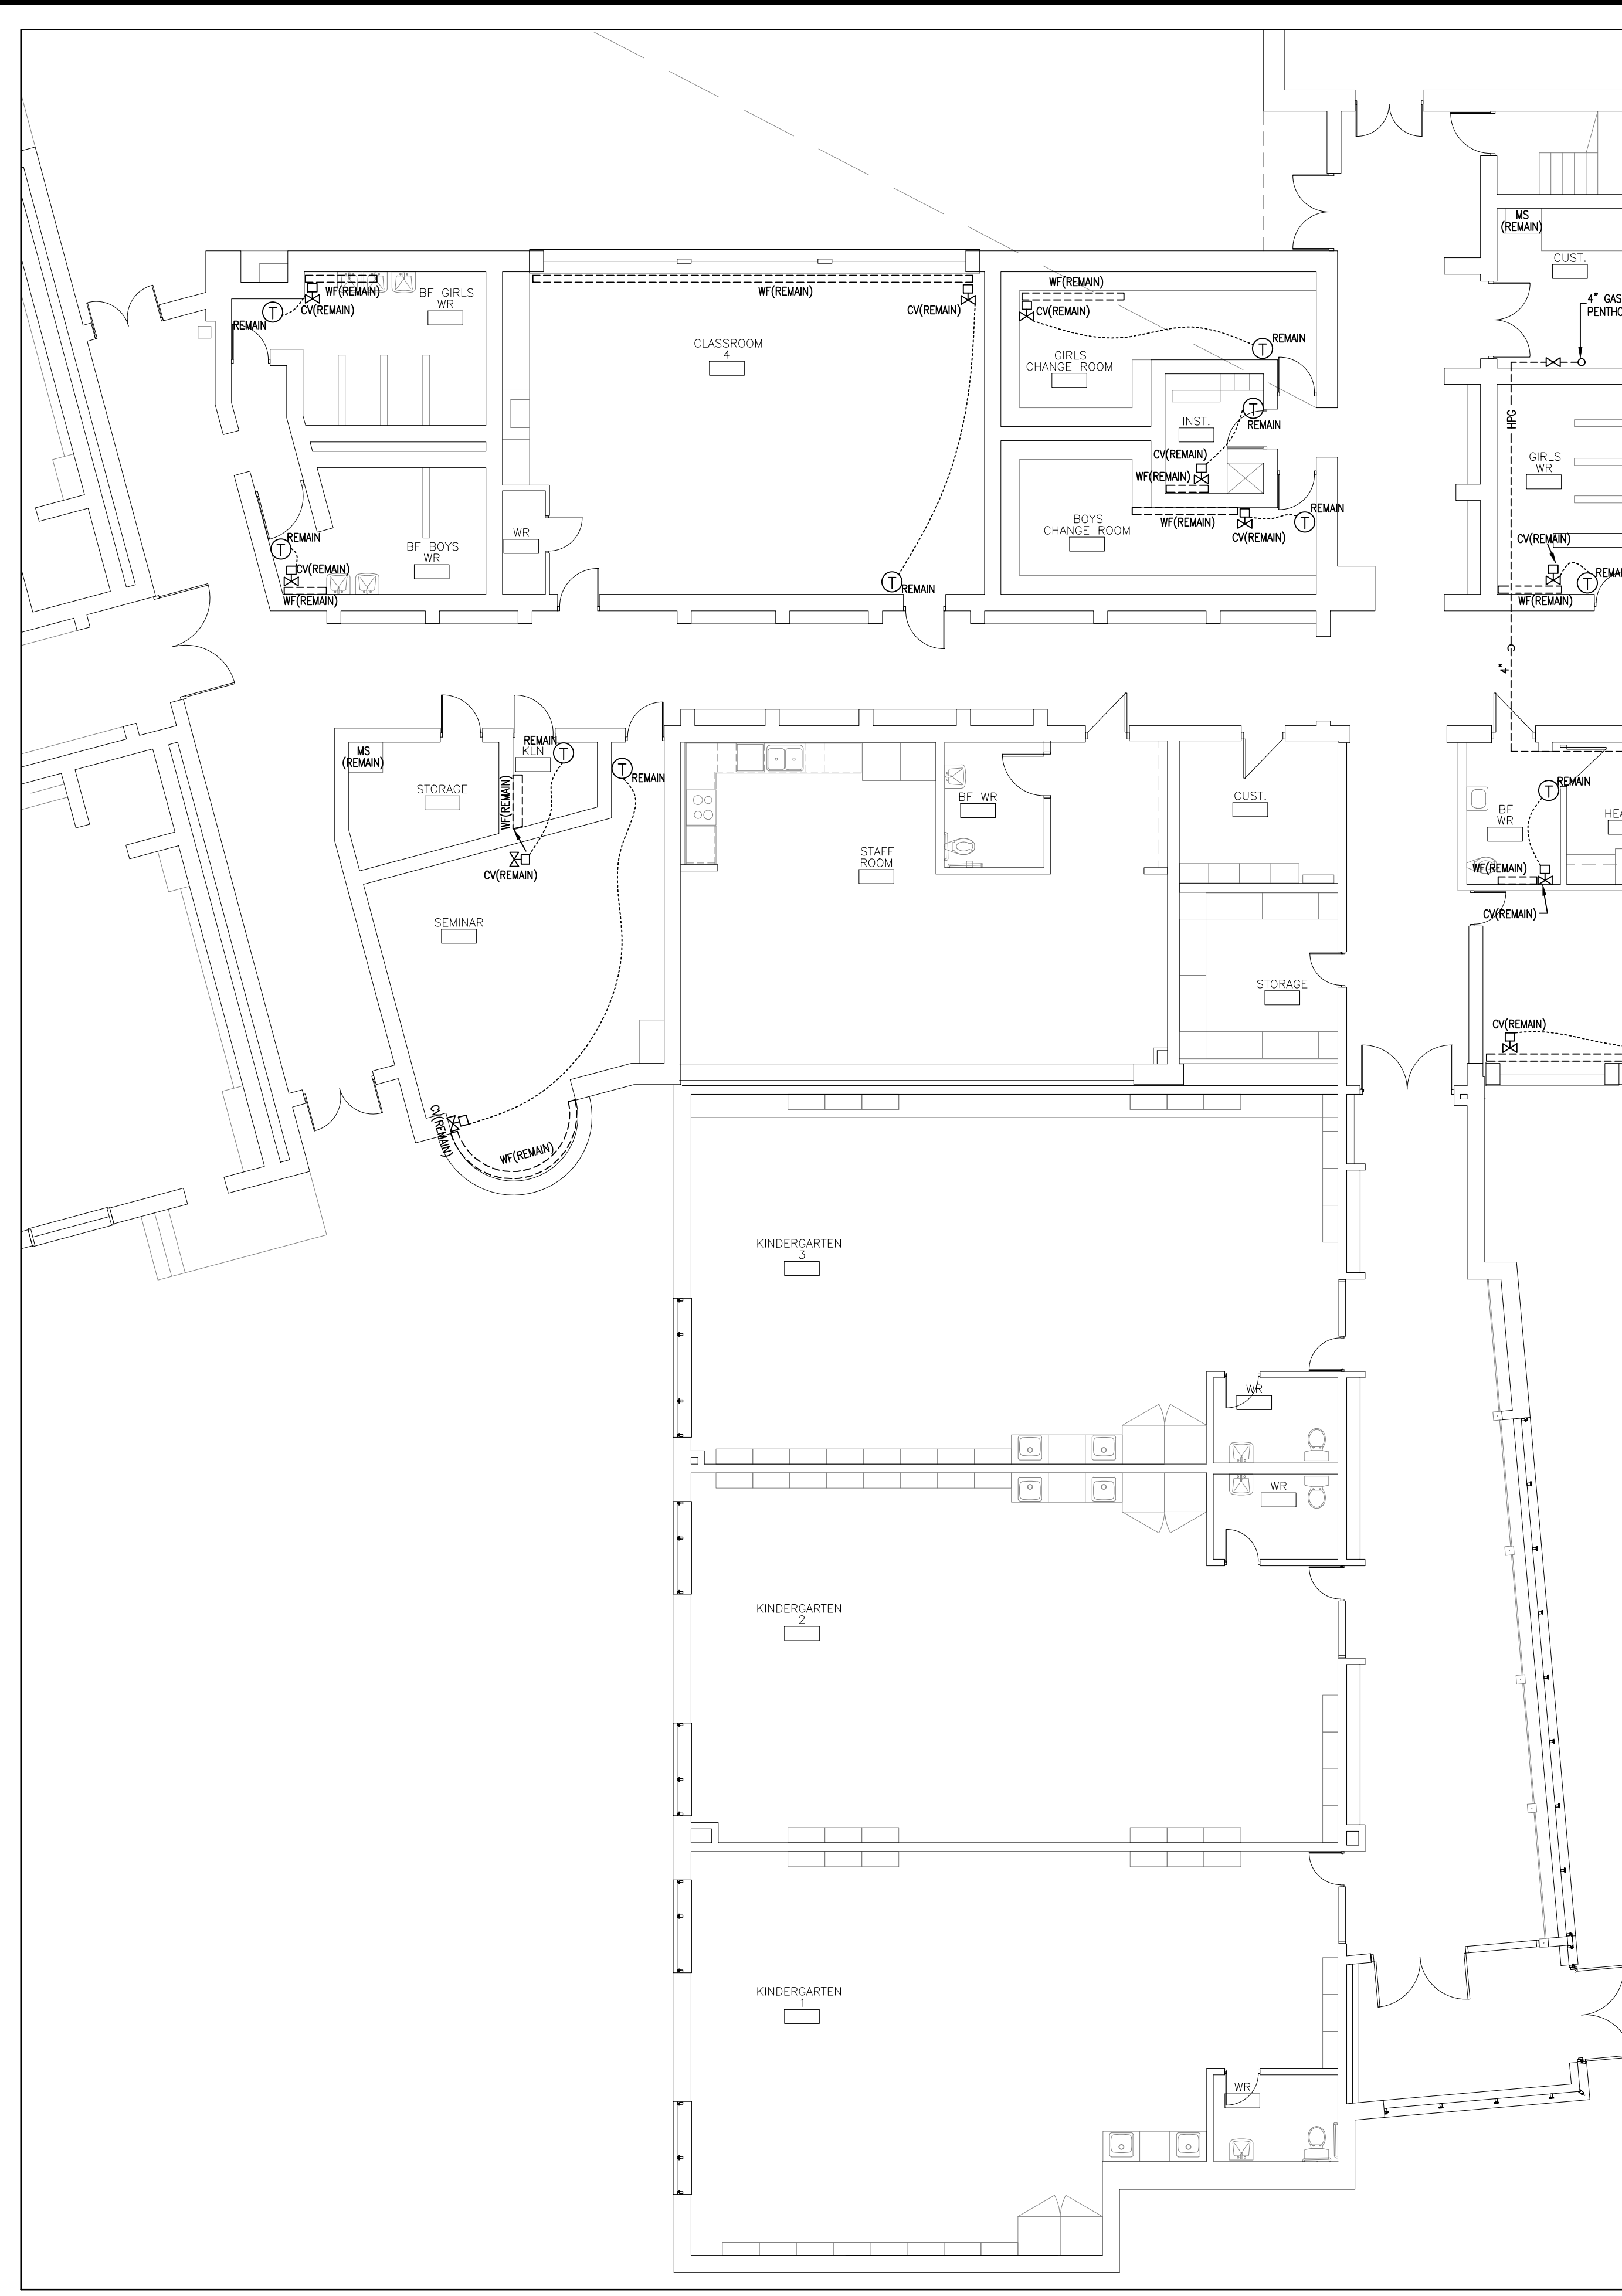 MS
(REMAIN)
CUST.
4" GAS
HPG
GIRLS
WR
CV(REMAIN)
WF(REMAIN)
4"
WF(REMAIN)
BF GIRLS
WR
CV(REMAIN)
T
REMAIN
WF(REMAIN)
CV(REMAIN)
CLASSROOM
4
WF(REMAIN)
CV(REMAIN)
T
REMAIN
GIRLS
CHANGE ROOM
T
REMAIN
INST.
CV(REMAIN)
WF(REMAIN)
BOYS
CHANGE ROOM
WF(REMAIN)
CV(REMAIN)
T
REMAIN
T
REMAIN
BF BOYS
WR
CV(REMAIN)
WF(REMAIN)
T
REMAIN
WR
T
REMAIN
T
MS
(REMAIN)
STORAGE
REMAIN
KLN
T
WF(REMAIN)
CV(REMAIN)
T
REMAIN
SEMINAR
CV(REMAIN)
WF(REMAIN)
STAFF
ROOM
BF WR
CUST.
STORAGE
T
REMAIN
BF
WR
WF(REMAIN)
CV(REMAIN)
CV(REMAIN)
KINDERGARTEN
3
WR
WR
KINDERGARTEN
2
KINDERGARTEN
1
WR